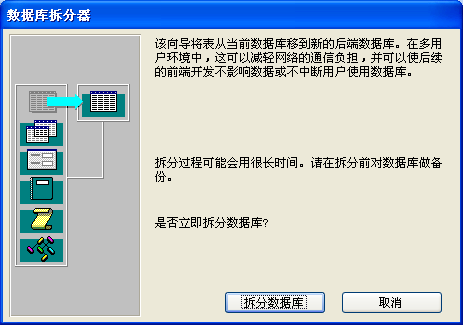 数据库拆分器
该向导将表从当前数据库移到新的后端数据库。在多用
户环境中，这可以减轻网络的通信负担，并可以使后续
的前端开发不影响数据或不中断用户使用数据库。
拆分过程可能会用很长时间。请在拆分前对数据库做备
份。
是否立即拆分数据库?
拆分数据库
取消